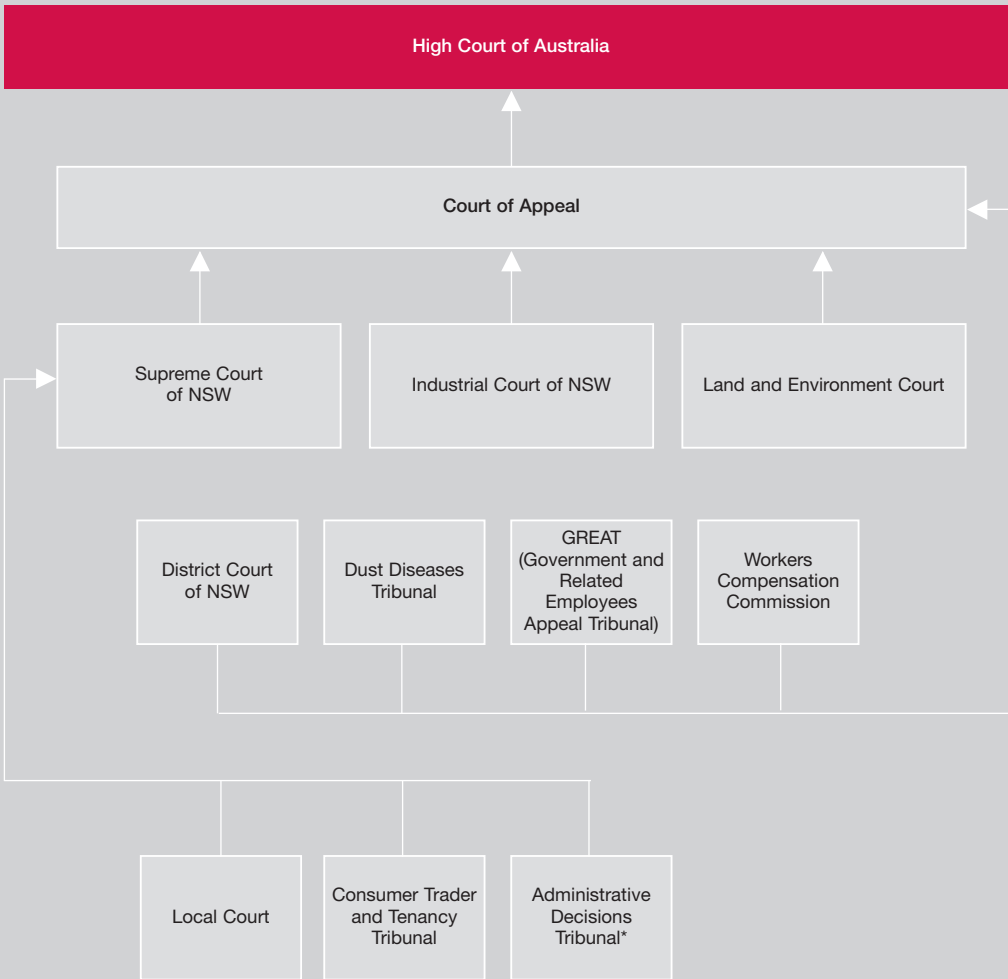 High Court of Australia
Court of Appeal
Supreme Court
of NSW
Industrial Court of NSW
Land and Environment Court
District Court
of NSW
Dust Diseases
Tribunal
GREAT
(Government and
Related
Employees
Appeal Tribunal)
Workers
Compensation
Commission
Local Court
Consumer Trader
and Tenancy
Tribunal
Administrative
Decisions
Tribunal*